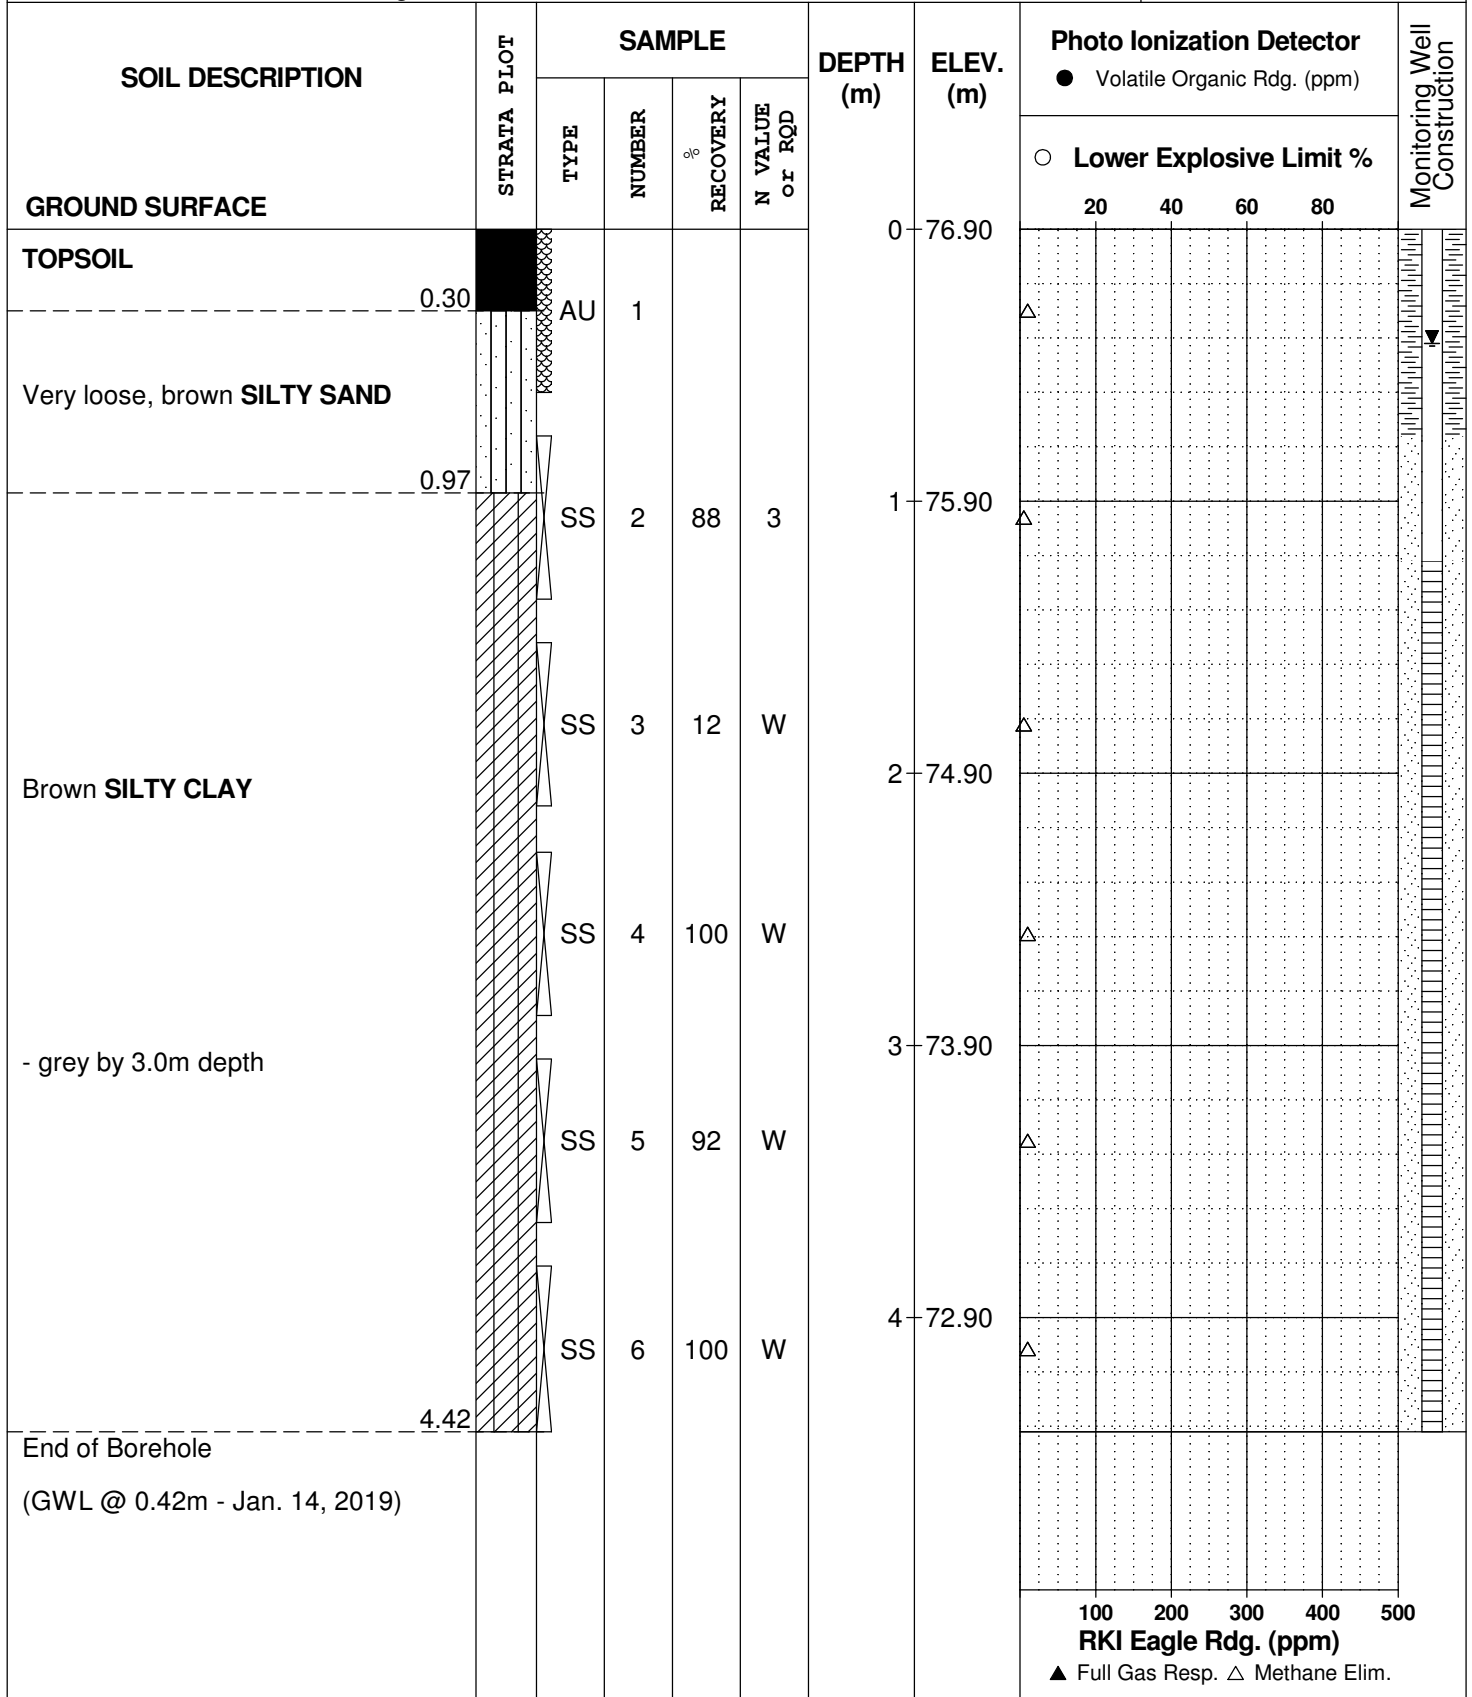 SOIL DESCRIPTION
GROUND SURFACE
STRATA PLOT
SAMPLE
TYPE
NUMBER
% RECOVERY
N VALUE or RQD
DEPTH
(m)
ELEV.
(m)
Photo Ionization Detector
● Volatile Organic Rdg. (ppm)
○ Lower Explosive Limit %
20 40 60 80
Monitoring Well
Construction
0 76.90
TOPSOIL
0.30
AU 1
Very loose, brown SILTY SAND
0.97
1 75.90
SS 2 88 3
SS 3 12 W
2 74.90
Brown SILTY CLAY
SS 4 100 W
3 73.90
- grey by 3.0m depth
SS 5 92 W
4 72.90
SS 6 100 W
4.42
End of Borehole
(GWL @ 0.42m - Jan. 14, 2019)
100 200 300 400 500
RKI Eagle Rdg. (ppm)
▲ Full Gas Resp. △ Methane Elim.